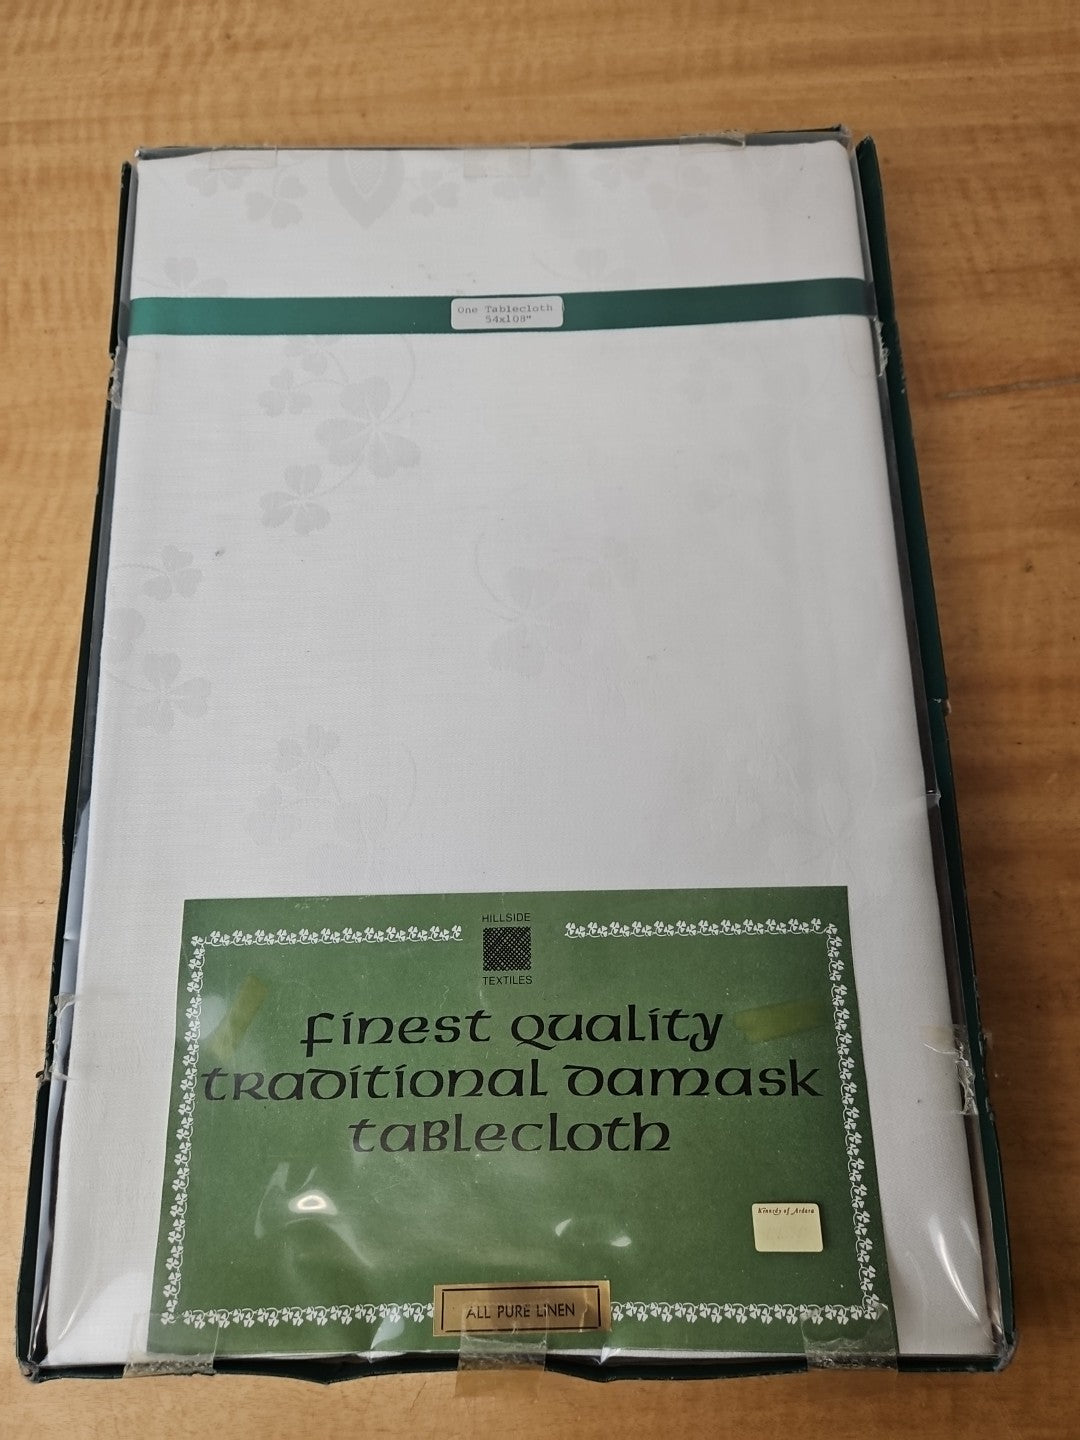 One Tablecloth
54x108"
HILLSIDE
TEXTILES
finest quality
traditional damask
tablecloth
Kennedy of Ardara
ALL PURE LINEN